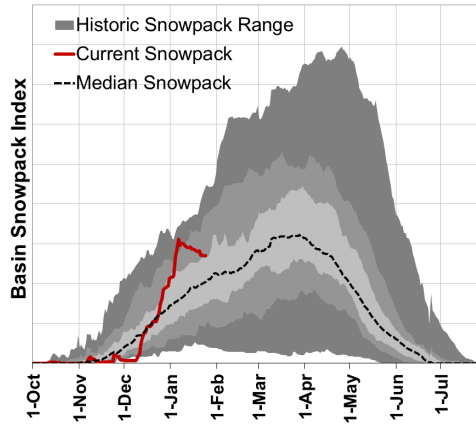 Historic Snowpack Range
Current Snowpack
Median Snowpack
Basin Snowpack Index
1-Oct
1-Nov
1-Dec
1-Jan
1-Feb
1-Mar
1-Apr
1-May
1-Jun
1-Jul